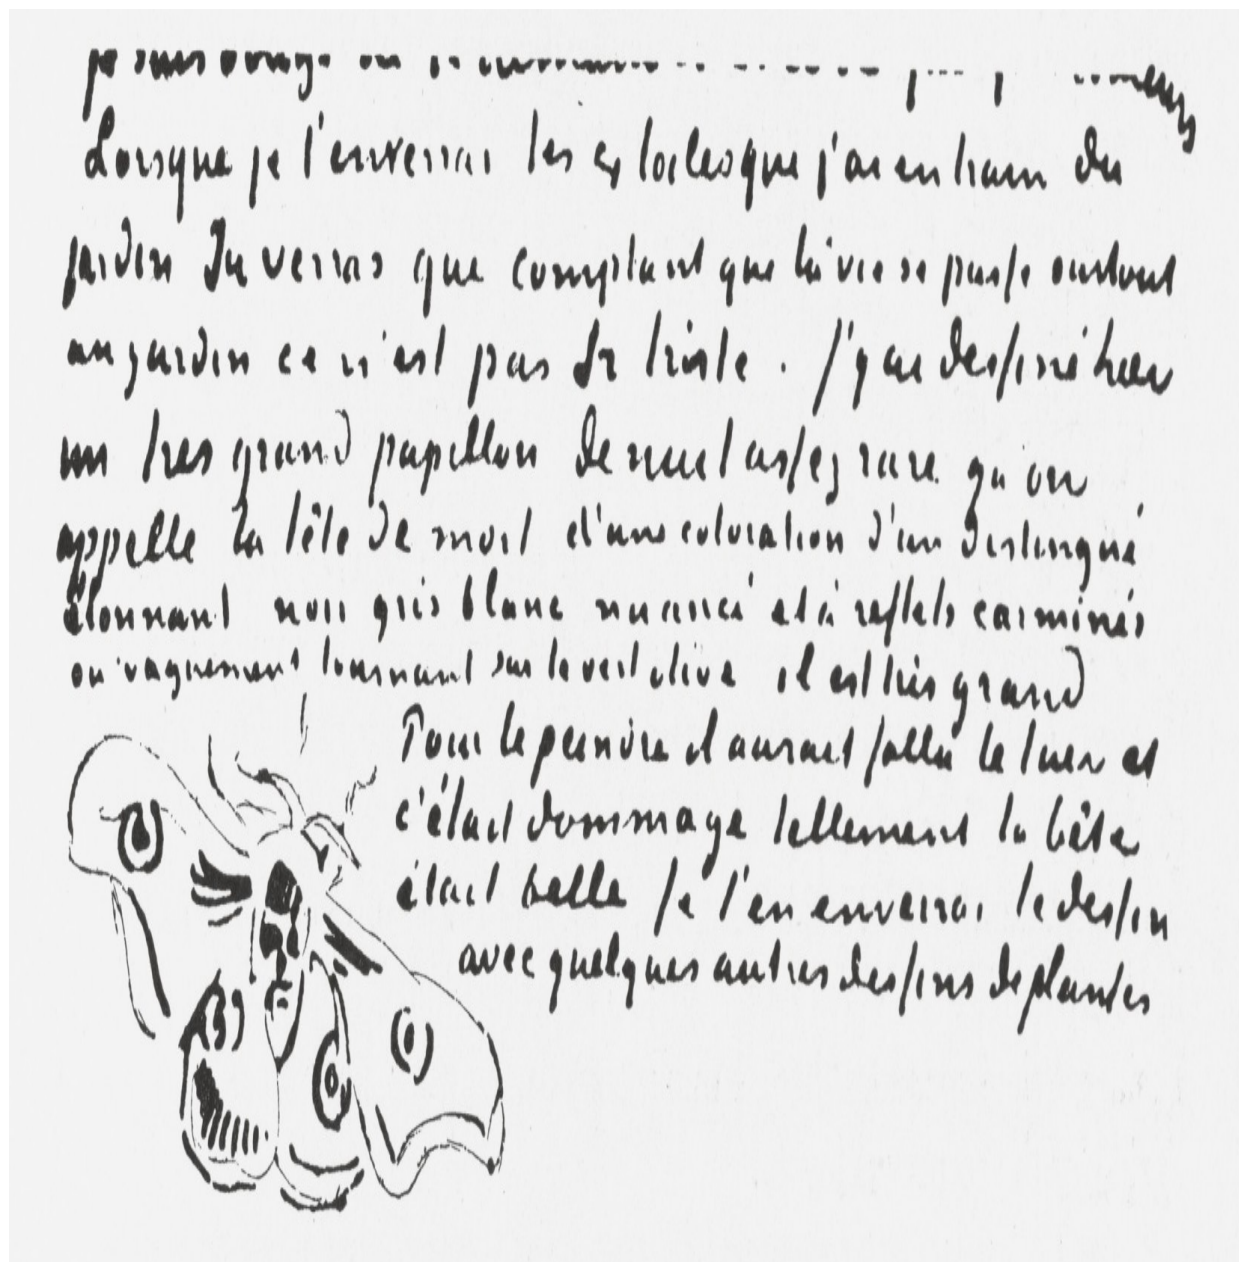 Lorsque je t'enverrai les 4 toiles que j'ai en train du
jardin Tu verras que comptant que la vie se passe surtout
au jardin ce n'est pas si triste. J'y ai dessiné hier
un tres grand papillon de nuit assez rare qu'on
appelle la tête de mort d'une coloration d'un distingué
étonnant noir gris blanc nuancé et à reflets carminés
ou vaguement tournant sur le vert olive il est très grand
Pour le peindre il aurait fallu le tuer et
c'était dommage tellement la bête
était belle Je t'en enverrai le dessin
avec quelques autres dessins de plantes